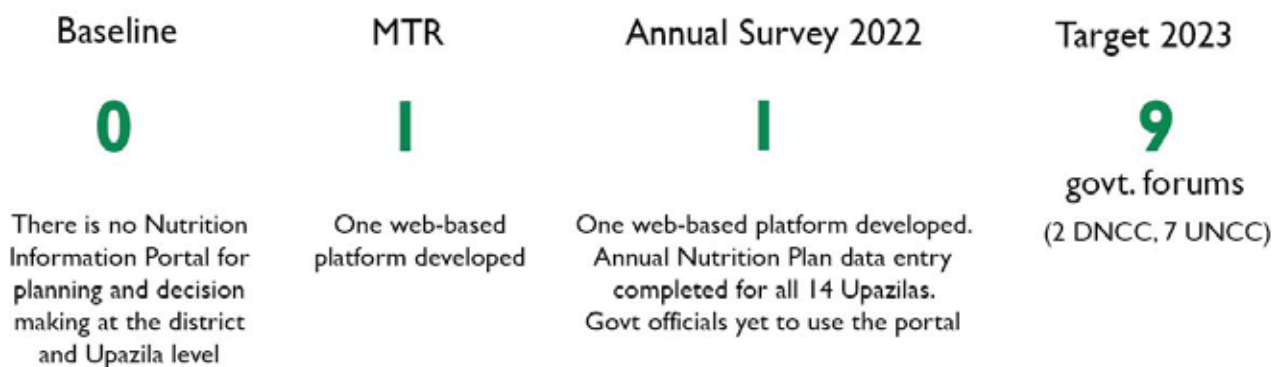 Baseline
0
There is no Nutrition
Information Portal for
planning and decision
making at the district
and Upazila level
MTR
1
One web-based
platform developed
Annual Survey 2022
1
One web-based platform developed.
Annual Nutrition Plan data entry
completed for all 14 Upazilas.
Govt officials yet to use the portal
Target 2023
9
govt. forums
(2 DNCC, 7 UNCC)